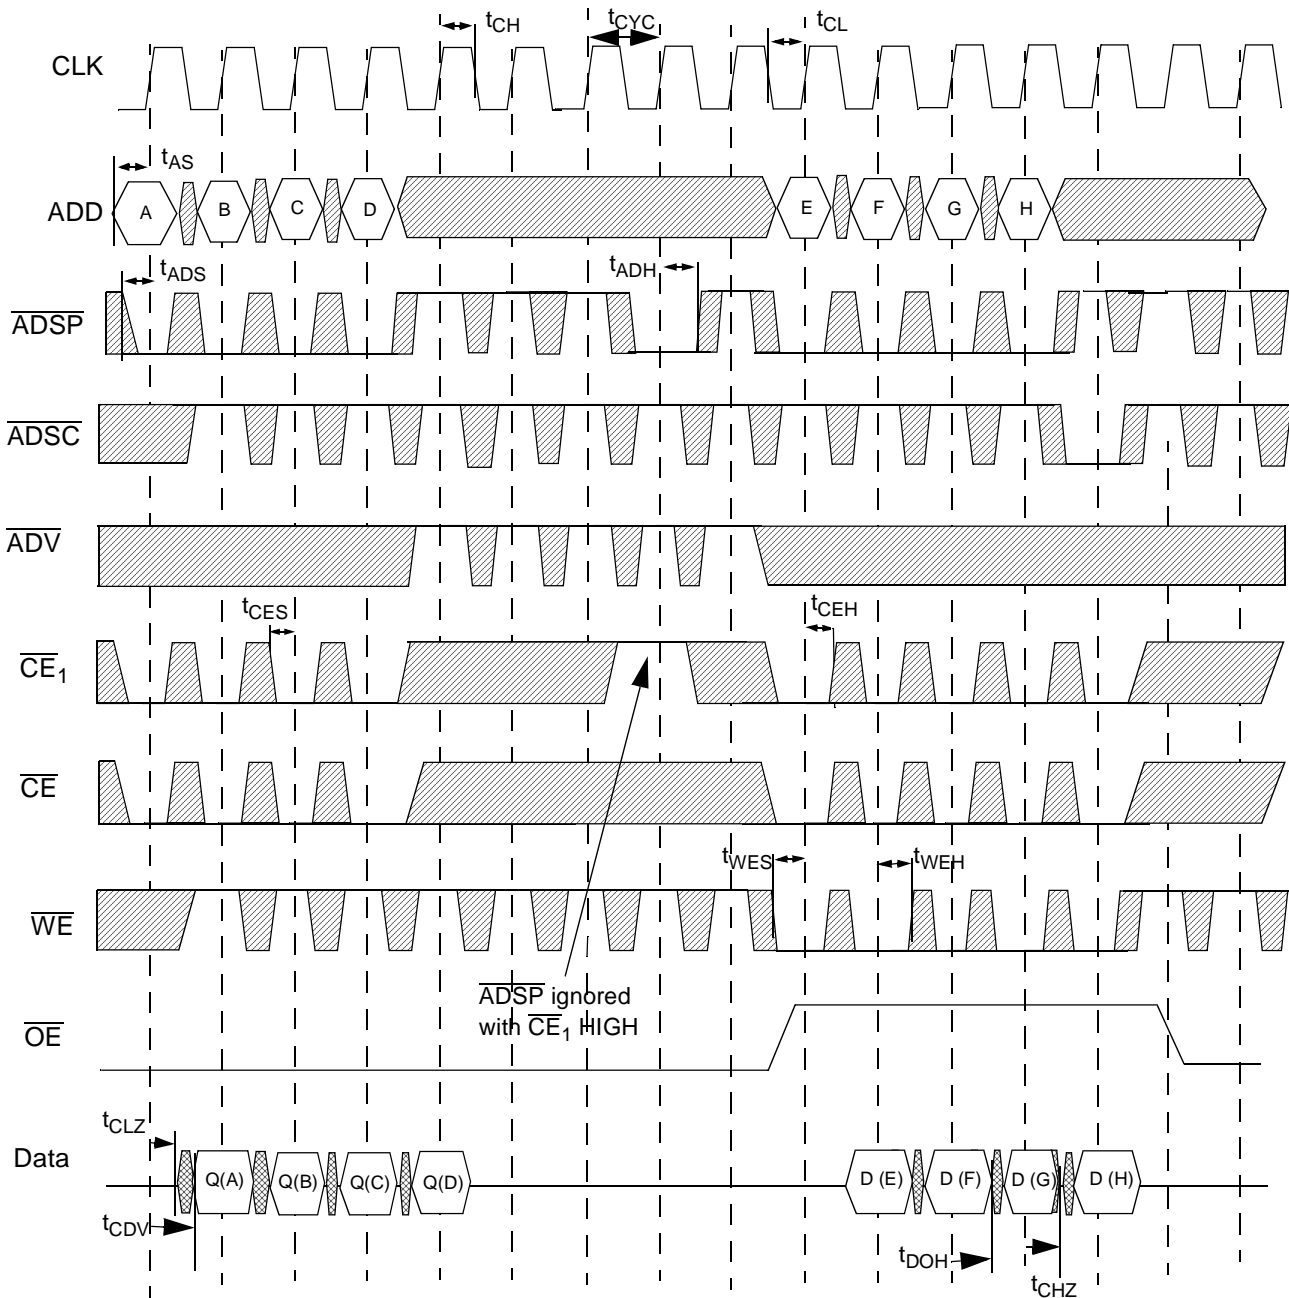 tCH tCYC tCL
CLK
tAS
ADD A B C D E F G H
tADS tADH
ADSP
ADSC
ADV
tCES tCEH
CE1
CE
tWES tWEH
WE
ADSP ignored
with CE1 HIGH
OE
tCLZ
Data Q(A) Q(B) Q(C) Q(D) D (E) D (F) D (G) D (H)
tCDV tDOH
tCHZ